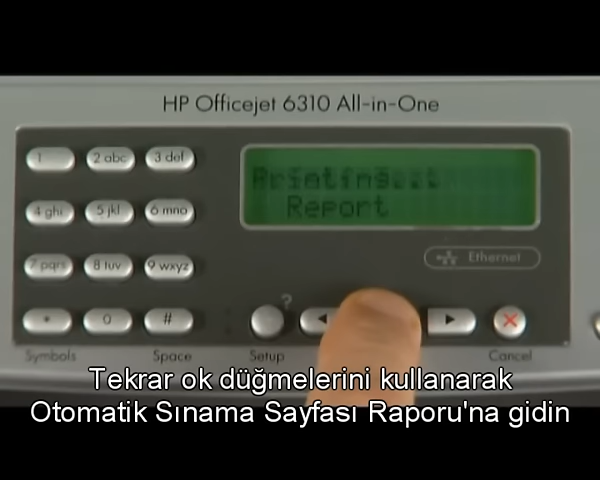 HP Officejet 6310 All-in-One
1
2 abc
3 def
4 ghi
5 jkl
6 mno
7 pqrs
8 tuv
9 wxyz
*
0
#
Report
Ethernet
?
Symbols
Space
Setup
Cancel
Tekrar ok düğmelerini kullanarak
Otomatik Sınama Sayfası Raporu'na gidin